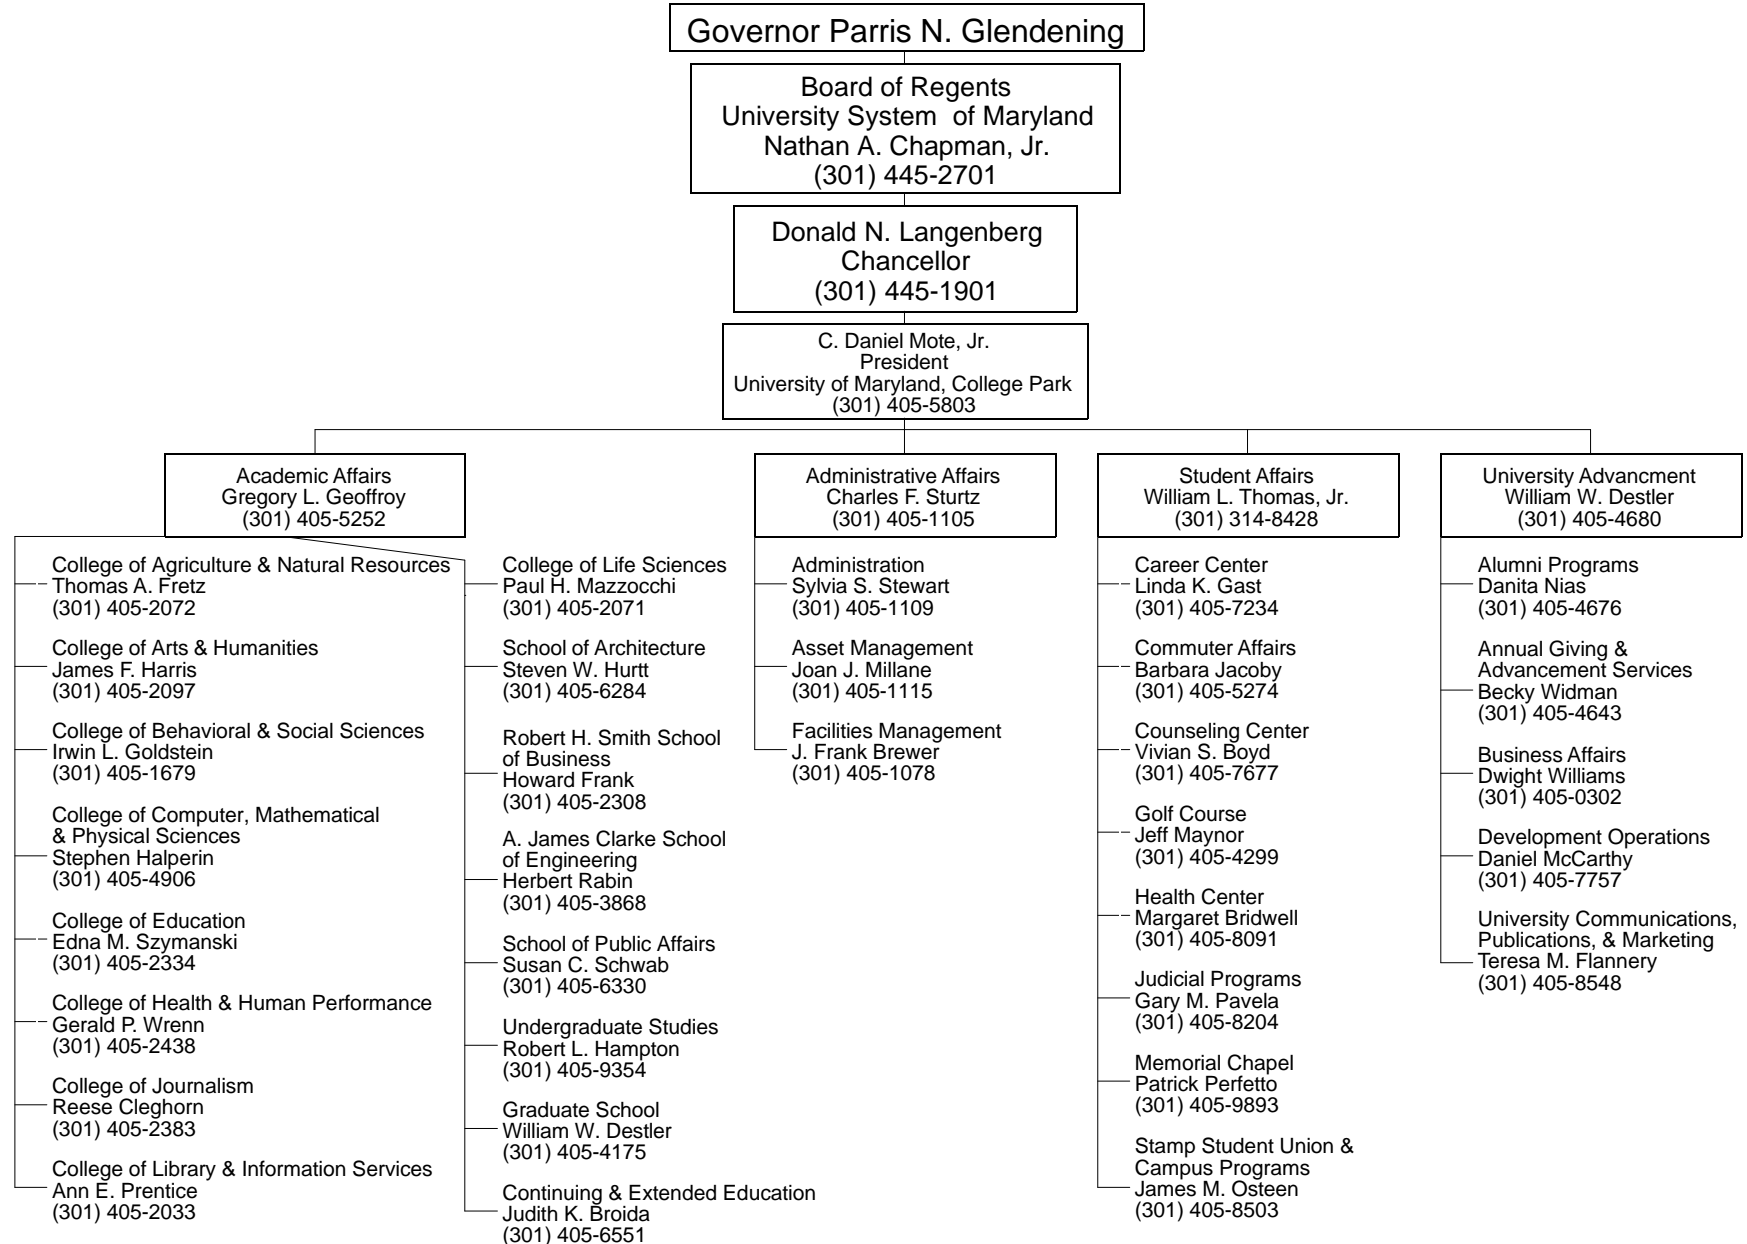 Governor Parris N. Glendening
Board of Regents
University System of Maryland
Nathan A. Chapman, Jr.
(301) 445-2701
Donald N. Langenberg
Chancellor
(301) 445-1901
C. Daniel Mote, Jr.
President
University of Maryland, College Park
(301) 405-5803
Academic Affairs
Gregory L. Geoffroy
(301) 405-5252
College of Agriculture & Natural Resources
Thomas A. Fretz
(301) 405-2072
College of Arts & Humanities
James F. Harris
(301) 405-2097
College of Behavioral & Social Sciences
Irwin L. Goldstein
(301) 405-1679
College of Computer, Mathematical
& Physical Sciences
Stephen Halperin
(301) 405-4906
College of Education
Edna M. Szymanski
(301) 405-2334
College of Health & Human Performance
Gerald P. Wrenn
(301) 405-2438
College of Journalism
Reese Cleghorn
(301) 405-2383
College of Library & Information Services
Ann E. Prentice
(301) 405-2033
College of Life Sciences
Paul H. Mazzocchi
(301) 405-2071
School of Architecture
Steven W. Hurtt
(301) 405-6284
Robert H. Smith School
of Business
Howard Frank
(301) 405-2308
A. James Clarke School
of Engineering
Herbert Rabin
(301) 405-3868
School of Public Affairs
Susan C. Schwab
(301) 405-6330
Undergraduate Studies
Robert L. Hampton
(301) 405-9354
Graduate School
William W. Destler
(301) 405-4175
Continuing & Extended Education
Judith K. Broida
(301) 405-6551
Administrative Affairs
Charles F. Sturtz
(301) 405-1105
Administration
Sylvia S. Stewart
(301) 405-1109
Asset Management
Joan J. Millane
(301) 405-1115
Facilities Management
J. Frank Brewer
(301) 405-1078
Student Affairs
William L. Thomas, Jr.
(301) 314-8428
Career Center
Linda K. Gast
(301) 405-7234
Commuter Affairs
Barbara Jacoby
(301) 405-5274
Counseling Center
Vivian S. Boyd
(301) 405-7677
Golf Course
Jeff Maynor
(301) 405-4299
Health Center
Margaret Bridwell
(301) 405-8091
Judicial Programs
Gary M. Pavela
(301) 405-8204
Memorial Chapel
Patrick Perfetto
(301) 405-9893
Stamp Student Union &
Campus Programs
James M. Osteen
(301) 405-8503
University Advancment
William W. Destler
(301) 405-4680
Alumni Programs
Danita Nias
(301) 405-4676
Annual Giving &
Advancement Services
Becky Widman
(301) 405-4643
Business Affairs
Dwight Williams
(301) 405-0302
Development Operations
Daniel McCarthy
(301) 405-7757
University Communications,
Publications, & Marketing
Teresa M. Flannery
(301) 405-8548